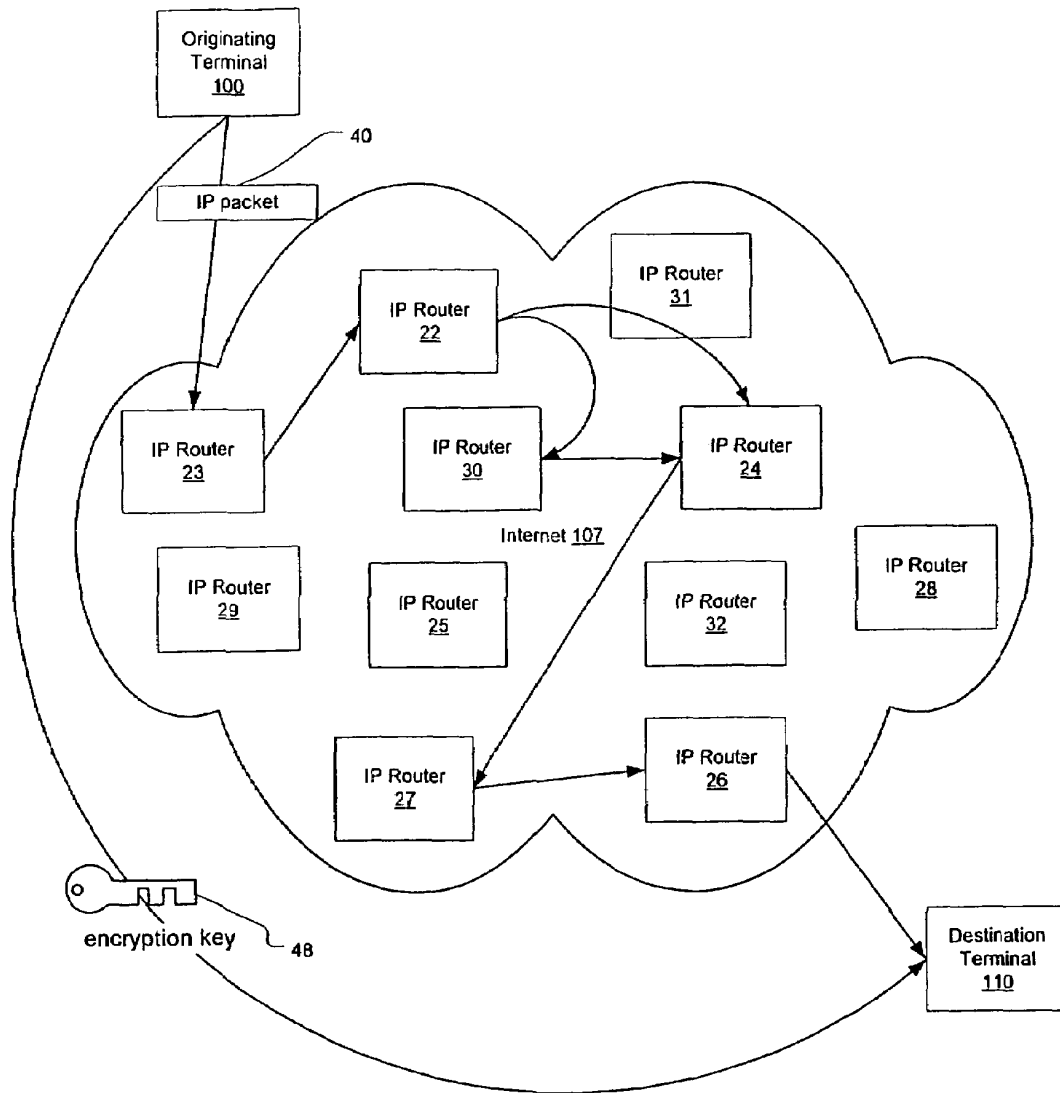 Originating
Terminal
100
40
IP packet
IP Router
31
IP Router
22
IP Router
23
IP Router
30
IP Router
24
Internet 107
IP Router
28
IP Router
29
IP Router
25
IP Router
32
IP Router
27
IP Router
26
encryption key
48
Destination
Terminal
110